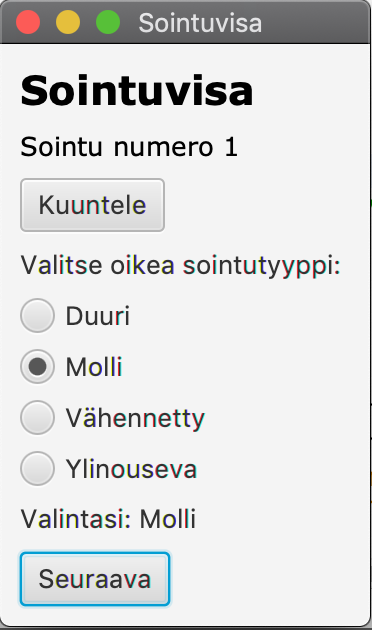 Sointuvisa
Sointuvisa
Sointu numero 1
Kuuntele
Valitse oikea sointutyyppi:
Duuri
Molli
Vähennetty
Ylinouseva
Valintasi: Molli
Seuraava